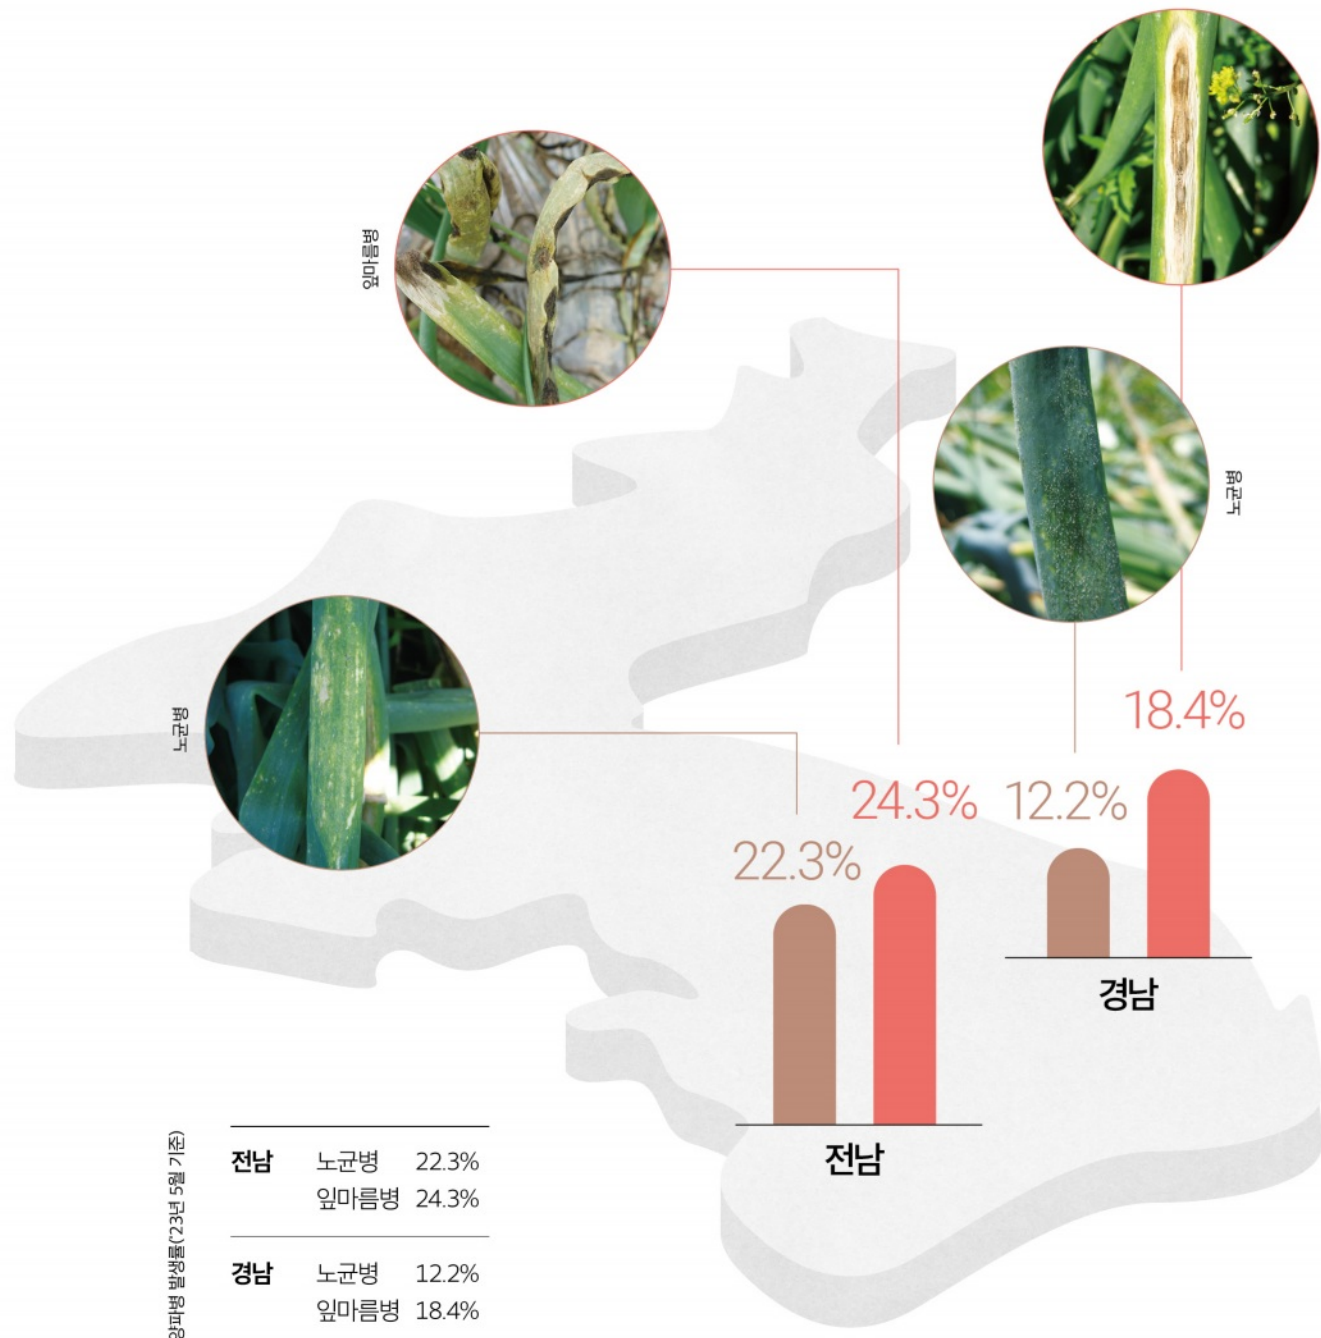 잎마름병
노균병
노균병
18.4%
24.3%
12.2%
22.3%
경남
전남
양파병 발생률('23년 5월 기준)
전남 노균병 22.3%
잎마름병 24.3%
경남 노균병 12.2%
잎마름병 18.4%